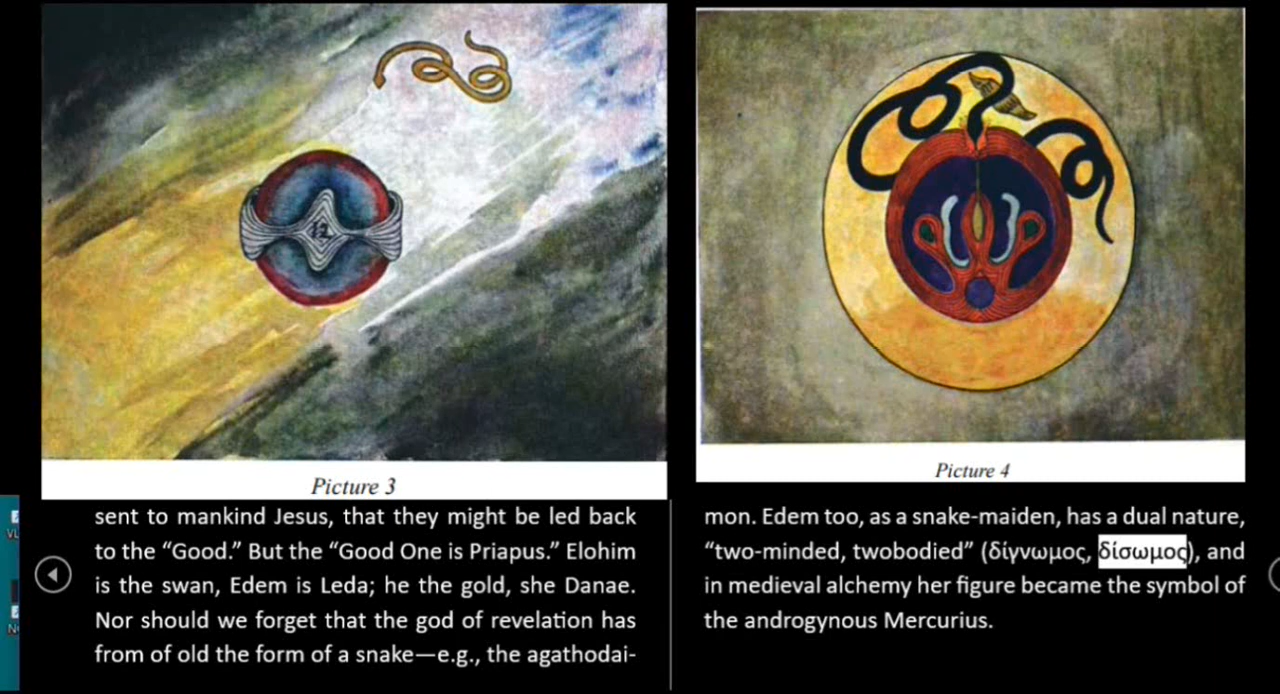 Picture 3
sent to mankind Jesus, that they might be led back
to the “Good.” But the “Good One is Priapus.” Elohim
is the swan, Edem is Leda; he the gold, she Danae.
Nor should we forget that the god of revelation has
from of old the form of a snake—e.g., the agathodai-
Picture 4
mon. Edem too, as a snake-maiden, has a dual nature,
“two-minded, twobodied” (δίγνωμος, δίσωμος), and
in medieval alchemy her figure became the symbol of
the androgynous Mercurius.
12
VL